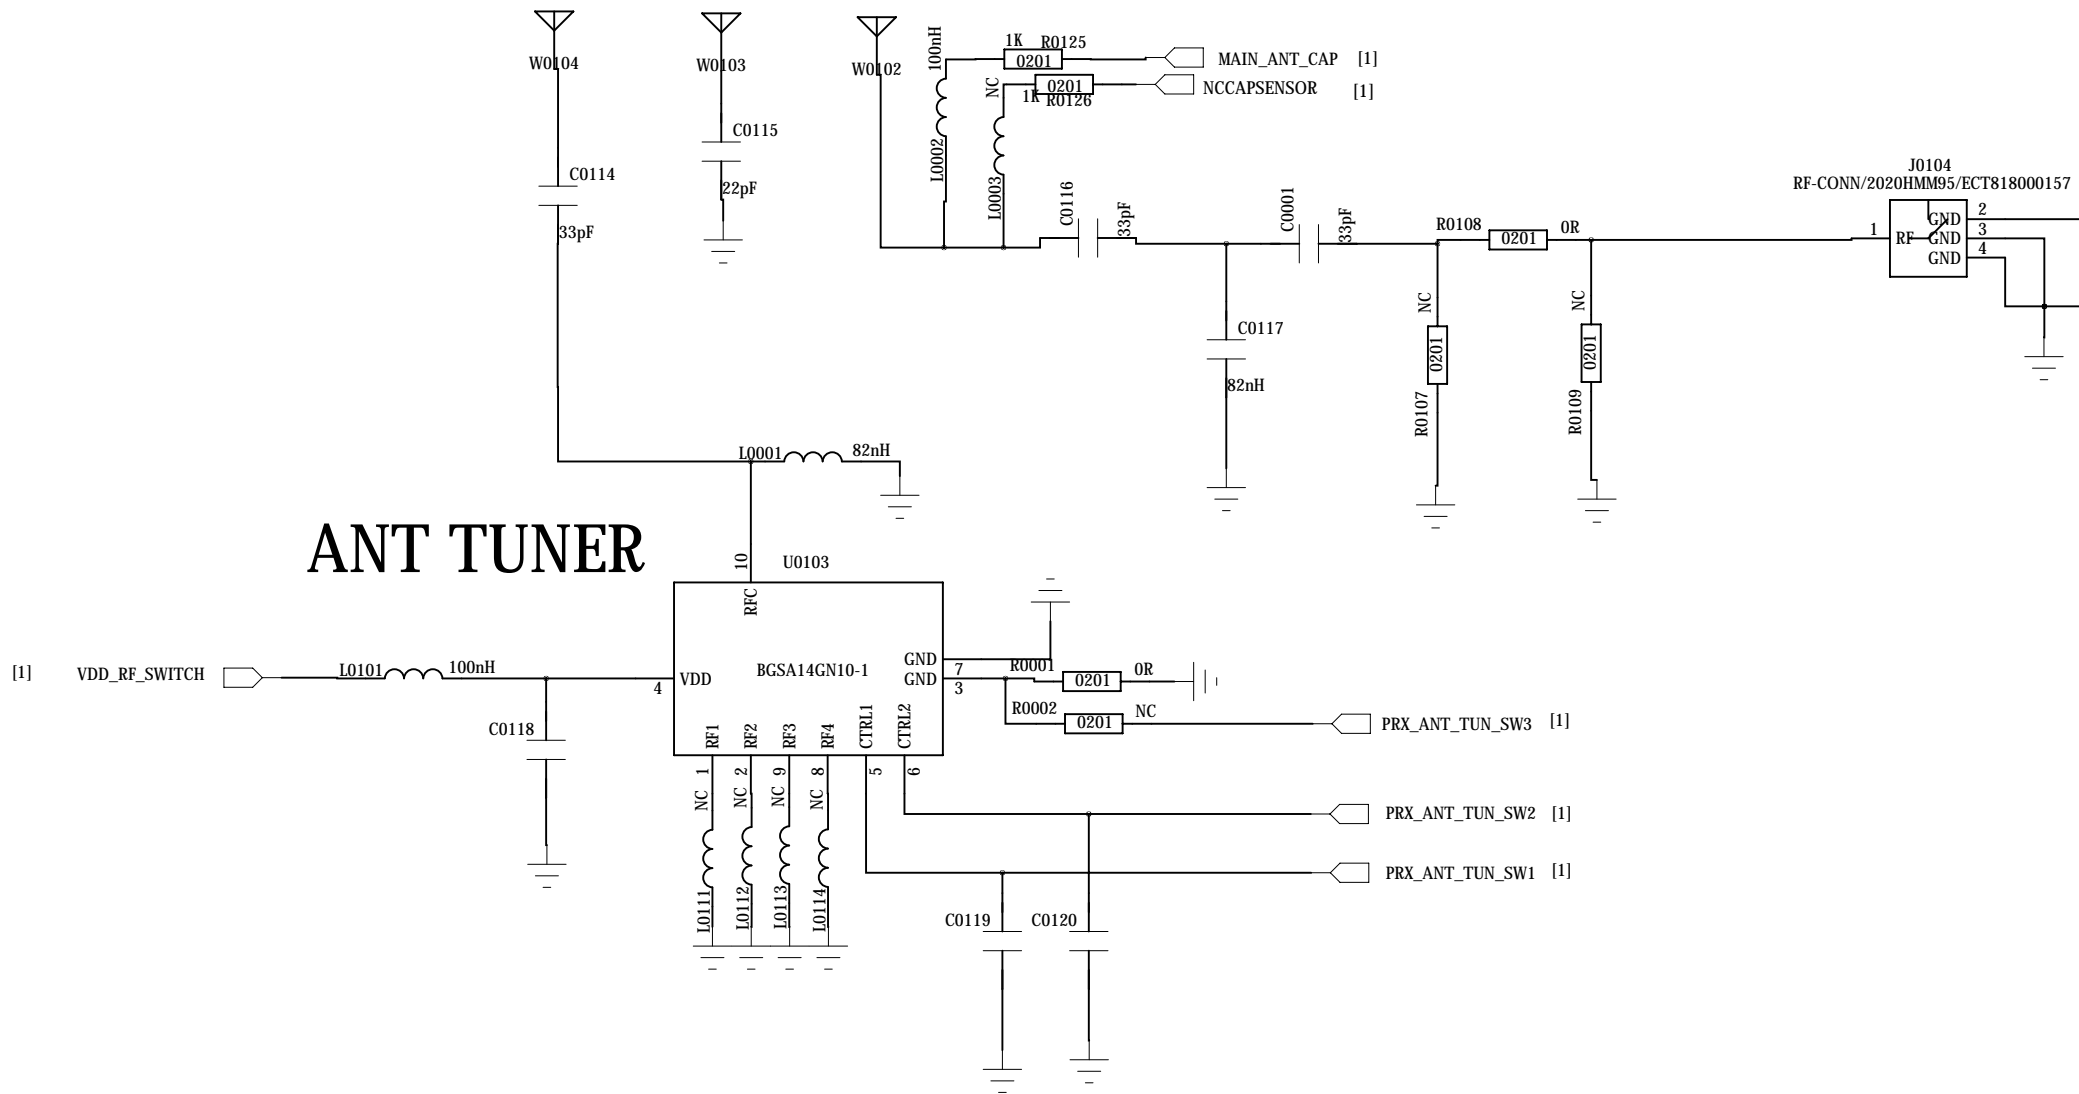 W0104
W0103
W0102
100nH
1K R0125
0201
MAIN_ANT_CAP [1]
NC
0201
1K R0126
NCCAPSENSOR [1]
L0002
L0003
C0115
22pF
C0114
33pF
C0116
33pF
C0001
33pF
R0108 0201 0R
J0104
RF-CONN/2020HMM95/ECT818000157
1 RF
GND 2
GND 3
GND 4
C0117
82nH
NC
0201
R0107
NC
0201
R0109
L0001 82nH
ANT TUNER
10
U0103
RFC
[1] VDD_RF_SWITCH
L0101 100nH
4 VDD
BGSA14GN10-1
GND 7
GND 3
R0001 0201 0R
R0002 0201 NC
PRX_ANT_TUN_SW3 [1]
C0118
RF1
RF2
RF3
RF4
CTRL1
CTRL2
1
2
9
8
5
6
NC
NC
NC
NC
PRX_ANT_TUN_SW2 [1]
PRX_ANT_TUN_SW1 [1]
L0111
L0112
L0113
L0114
C0119
C0120